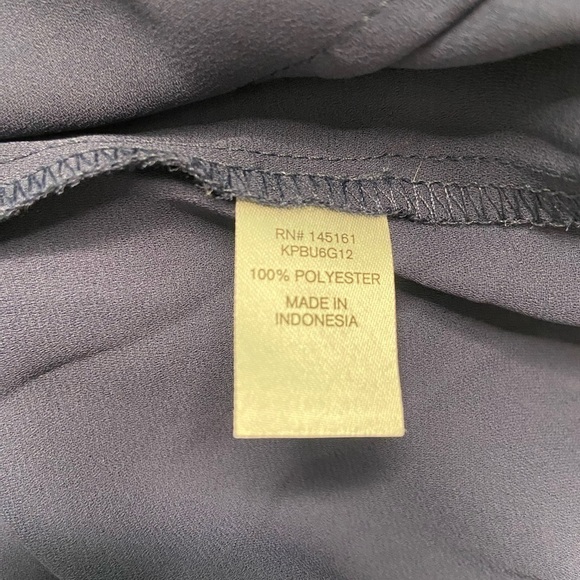 RN# 145161
KPBU6G12
100% POLYESTER
MADE IN
INDONESIA